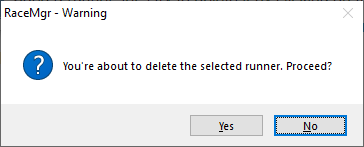 RaceMgr - Warning
You're about to delete the selected runner. Proceed?
Yes
No